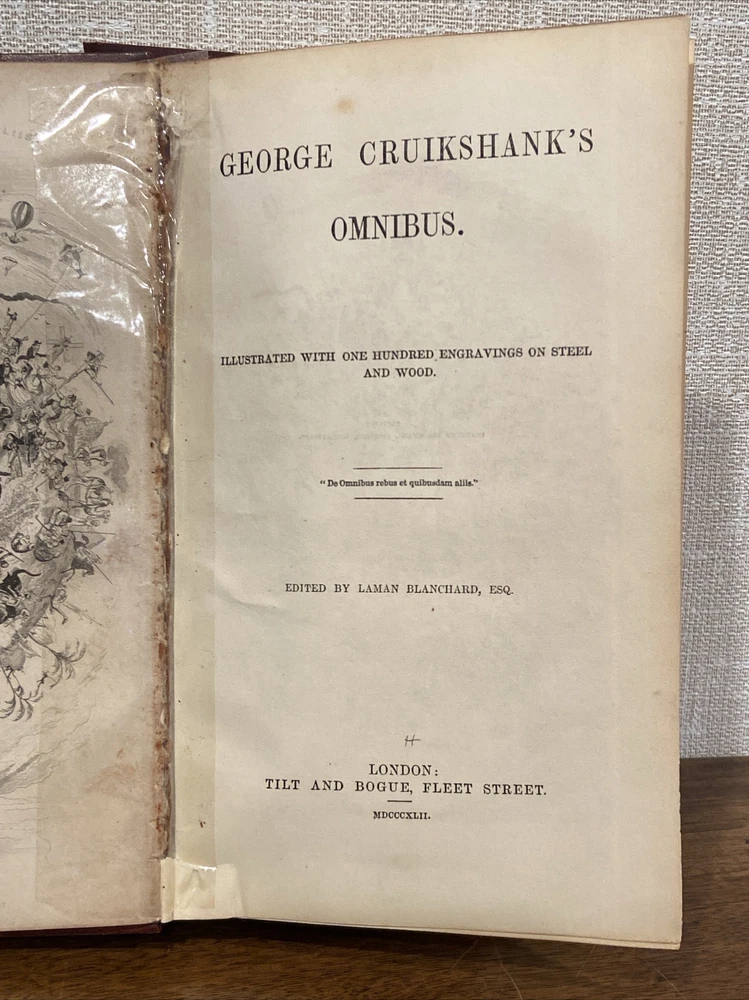 GEORGE CRUIKSHANK'S
OMNIBUS.
ILLUSTRATED WITH ONE HUNDRED ENGRAVINGS ON STEEL
AND WOOD.
"De Omnibus rebus et quibusdam aliis."
EDITED BY LAMAN BLANCHARD, ESQ.
H
LONDON:
TILT AND BOGUE, FLEET STREET.
MDCCCXLII.